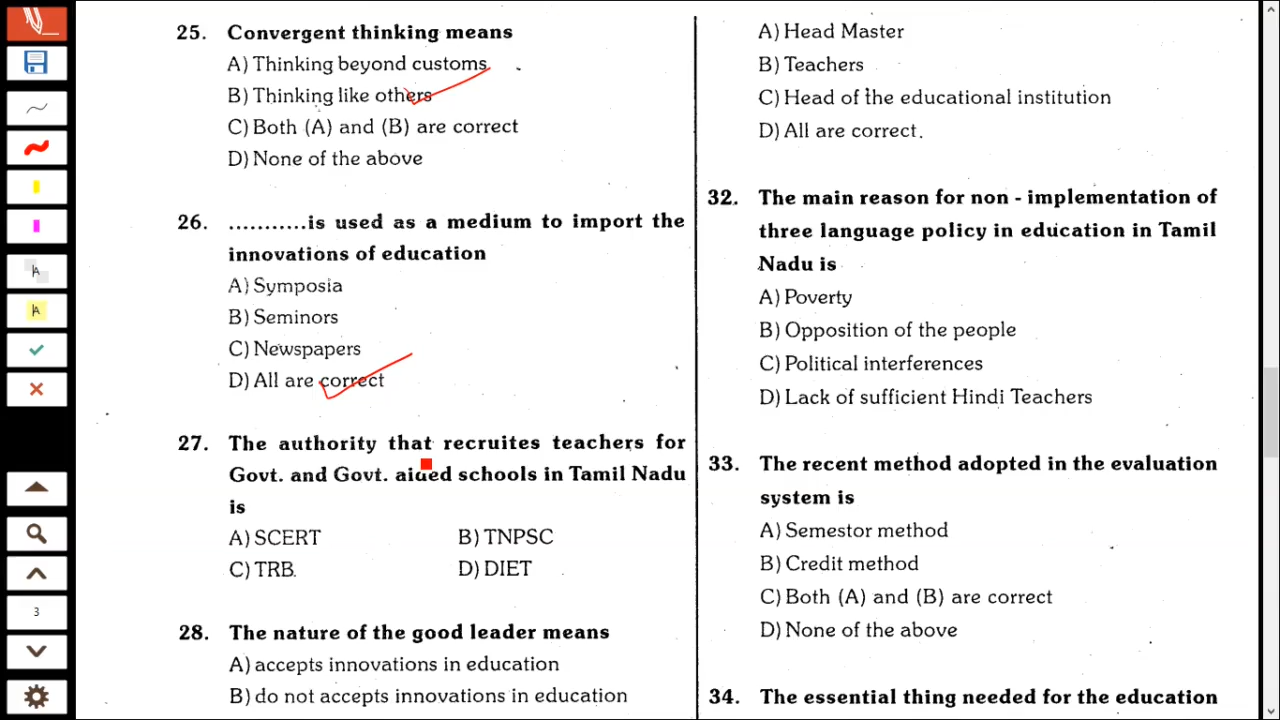 25. Convergent thinking means
A) Thinking beyond customs
B) Thinking like others
C) Both (A) and (B) are correct
D) None of the above
26. ...........is used as a medium to import the
innovations of education
A) Symposia
B) Seminors
C) Newspapers
D) All are correct
27. The authority that recruites teachers for
Govt. and Govt. aided schools in Tamil Nadu
is
A) SCERT B) TNPSC
C) TRB. D) DIET
28. The nature of the good leader means
A) accepts innovations in education
B) do not accepts innovations in education
A) Head Master
B) Teachers
C) Head of the educational institution
D) All are correct.
32. The main reason for non - implementation of
three language policy in education in Tamil
Nadu is
A) Poverty
B) Opposition of the people
C) Political interferences
D) Lack of sufficient Hindi Teachers
33. The recent method adopted in the evaluation
system is
A) Semestor method
B) Credit method
C) Both (A) and (B) are correct
D) None of the above
34. The essential thing needed for the education
A
A
3